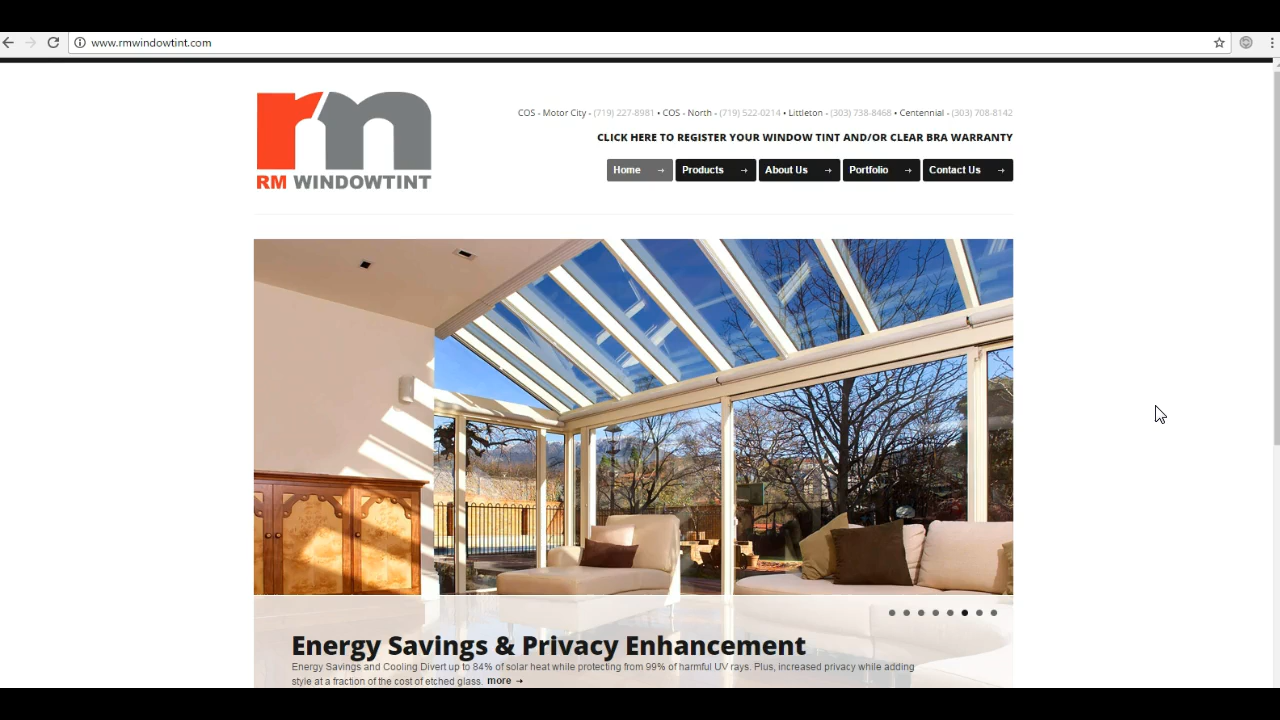 www.rmwindowtint.com
rm
RM WINDOWTINT
COS - Motor City - (719) 227-8981 • COS - North - (719) 522-0214 • Littleton - (303) 738-8468 • Centennial - (303) 708-8142
CLICK HERE TO REGISTER YOUR WINDOW TINT AND/OR CLEAR BRA WARRANTY
Home → Products → About Us → Portfolio → Contact Us →
Energy Savings & Privacy Enhancement
Energy Savings and Cooling Divert up to 84% of solar heat while protecting from 99% of harmful UV rays. Plus, increased privacy while adding
style at a fraction of the cost of etched glass. more →